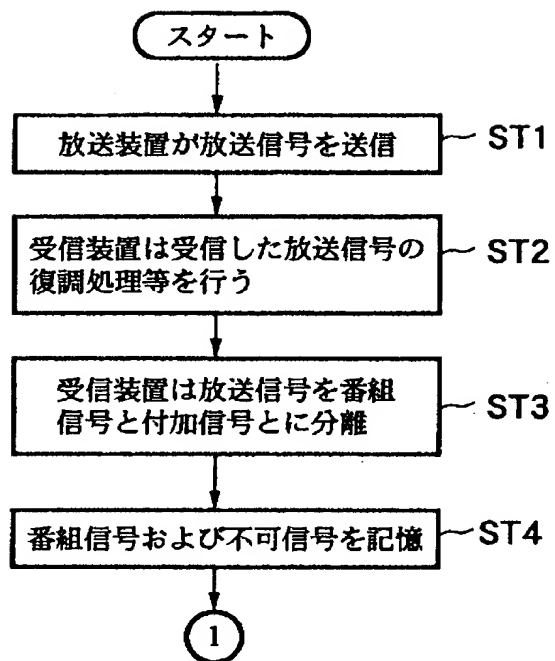 スタート
放送装置が放送信号を送信
ST1
受信装置は受信した放送信号の
復調処理等を行う
ST2
受信装置は放送信号を番組
信号と付加信号とに分離
ST3
番組信号および不可信号を記憶
ST4
1